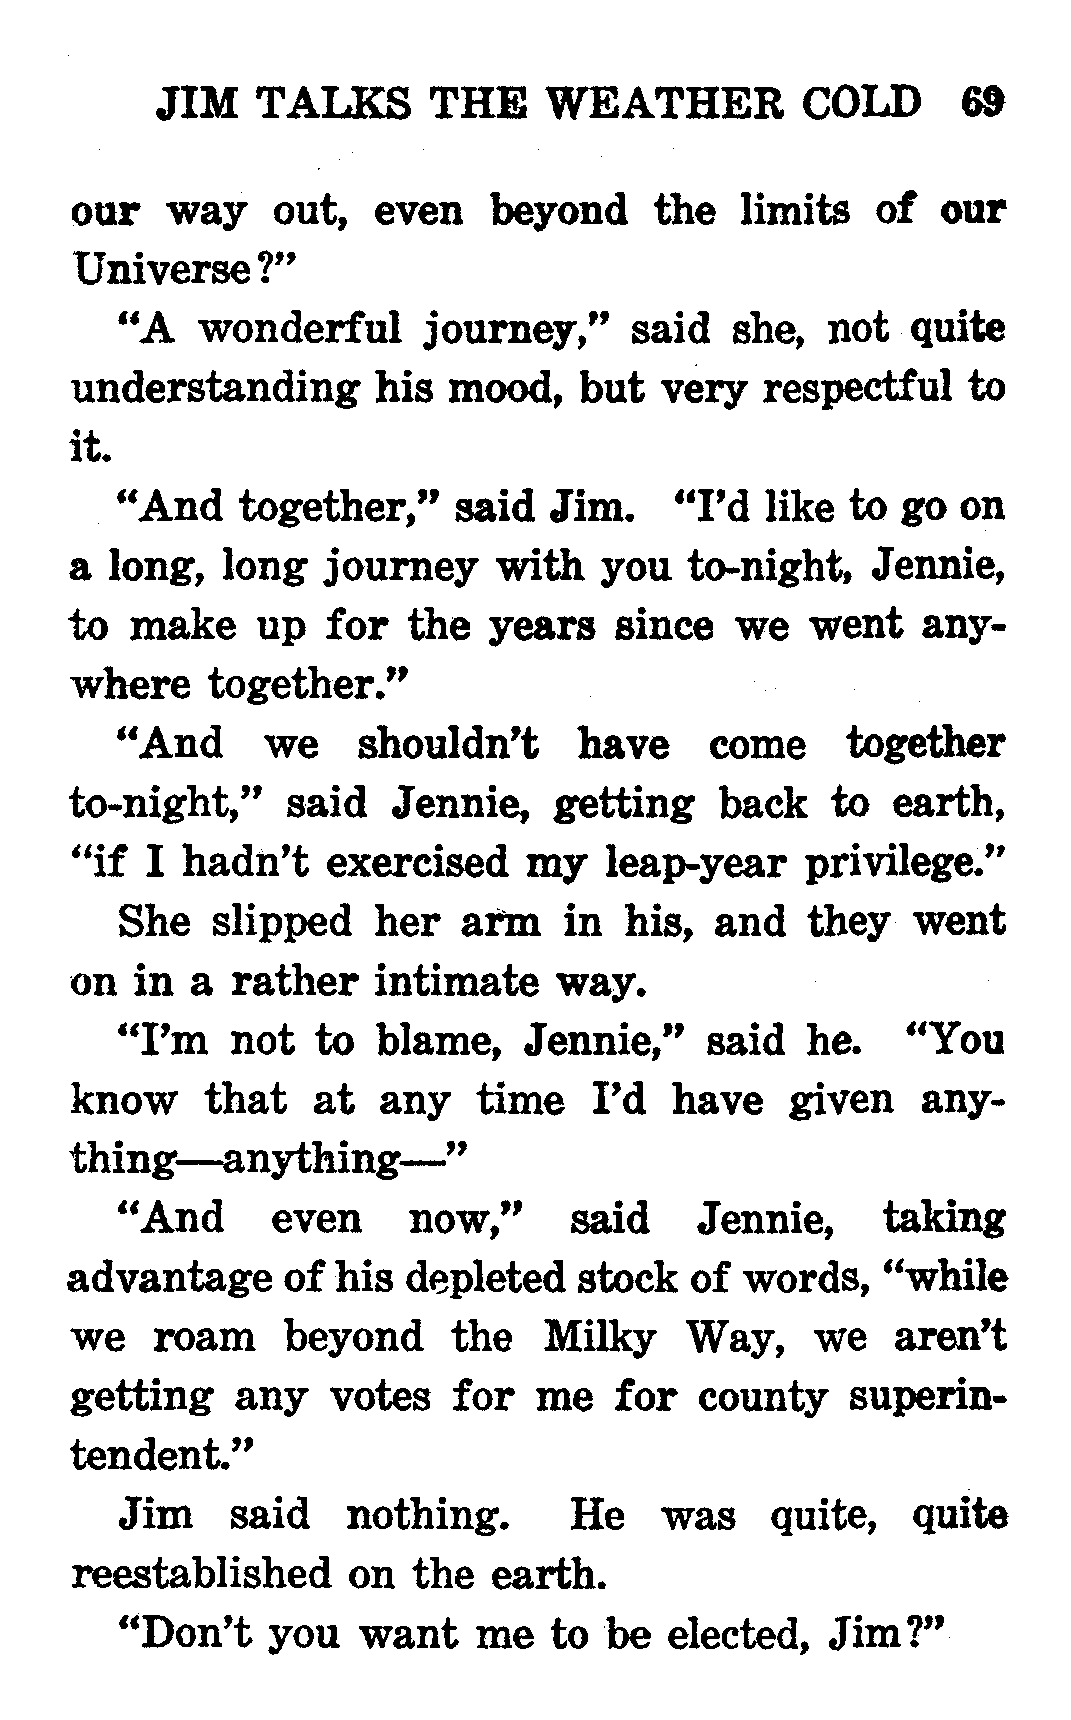 JIM TALKS THE WEATHER COLD 69
our way out, even beyond the limits of our
Universe?”
“A wonderful journey,” said she, not quite
understanding his mood, but very respectful to
it.
“And together,” said Jim. “I’d like to go on
a long, long journey with you to-night, Jennie,
to make up for the years since we went any-
where together.”
“And we shouldn’t have come together
to-night,” said Jennie, getting back to earth,
“if I hadn’t exercised my leap-year privilege.”
She slipped her arm in his, and they went
on in a rather intimate way.
“I’m not to blame, Jennie,” said he. “You
know that at any time I’d have given any-
thing—anything—”
“And even now,” said Jennie, taking
advantage of his depleted stock of words, “while
we roam beyond the Milky Way, we aren’t
getting any votes for me for county superin-
tendent.”
Jim said nothing. He was quite, quite
reestablished on the earth.
“Don’t you want me to be elected, Jim?”